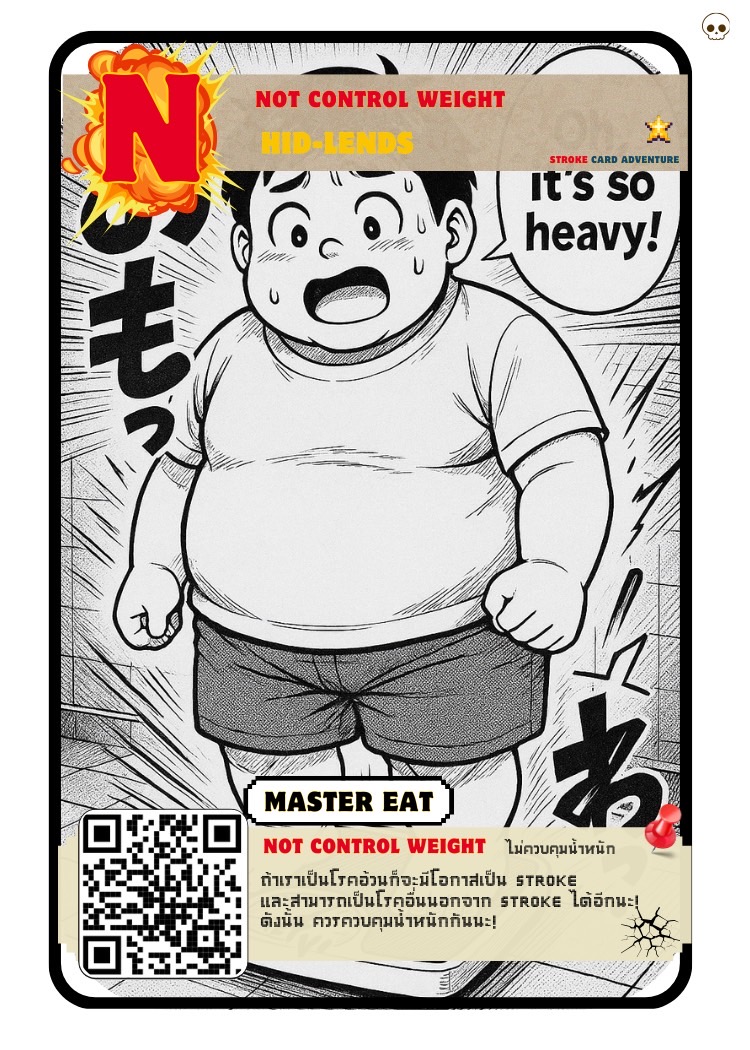 N
NOT CONTROL WEIGHT
HID-LENDS
STROKE CARD ADVENTURE
Oh,
it's so
heavy!
おもっ
MASTER EAT
NOT CONTROL WEIGHT ไม่ควบคุมน้ำหนัก
ถ้าเราเป็นโรคอ้วนก็จะมีโอกาสเป็น STROKE
และสามารถเป็นโรคอื่นนอกจาก STROKE ได้อีกนะ!
ดังนั้น ควรควบคุมน้ำหนักกันนะ!